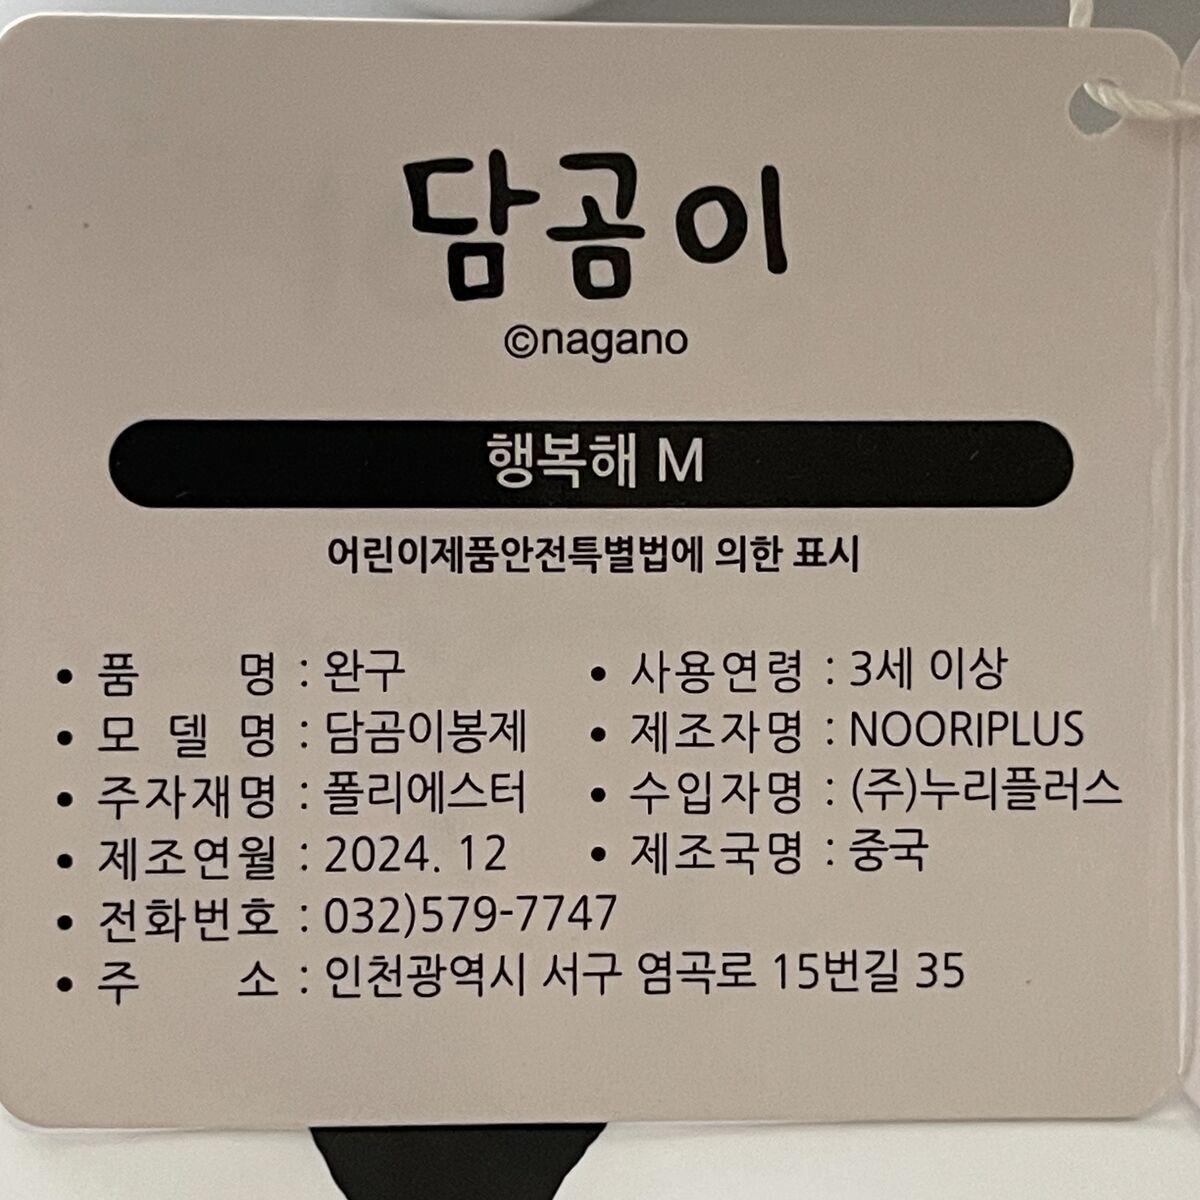 담곰이
©nagano
행복해 M
어린이제품안전특별법에 의한 표시
• 품 명 : 완구
• 사용연령 : 3세 이상
• 모 델 명 : 담곰이봉제
• 제조자명 : NOORIPLUS
• 주자재명 : 폴리에스터
• 수입자명 : (주)누리플러스
• 제조연월 : 2024. 12
• 제조국명 : 중국
• 전화번호 : 032)579-7747
• 주 소 : 인천광역시 서구 염곡로 15번길 35